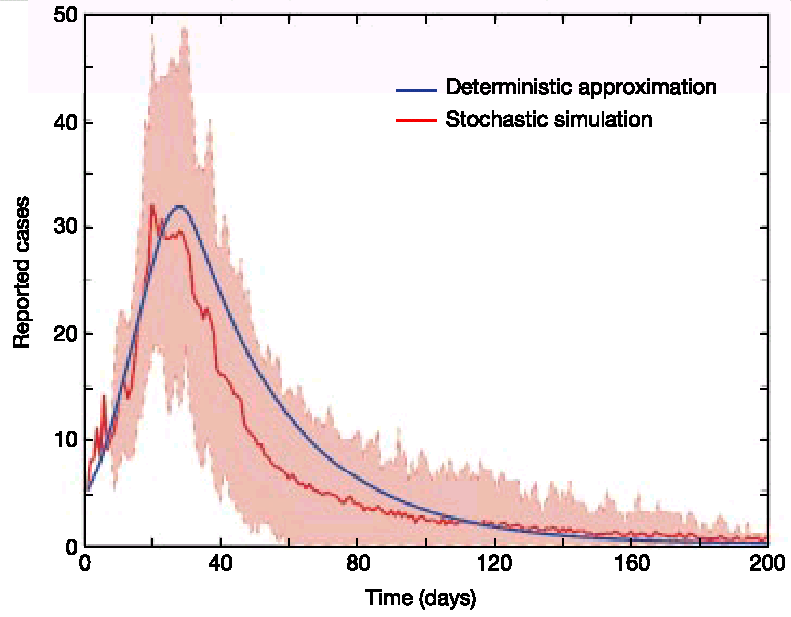 50
40
30
20
10
0
Reported cases
Deterministic approximation
Stochastic simulation
0 40 80 120 160 200
Time (days)